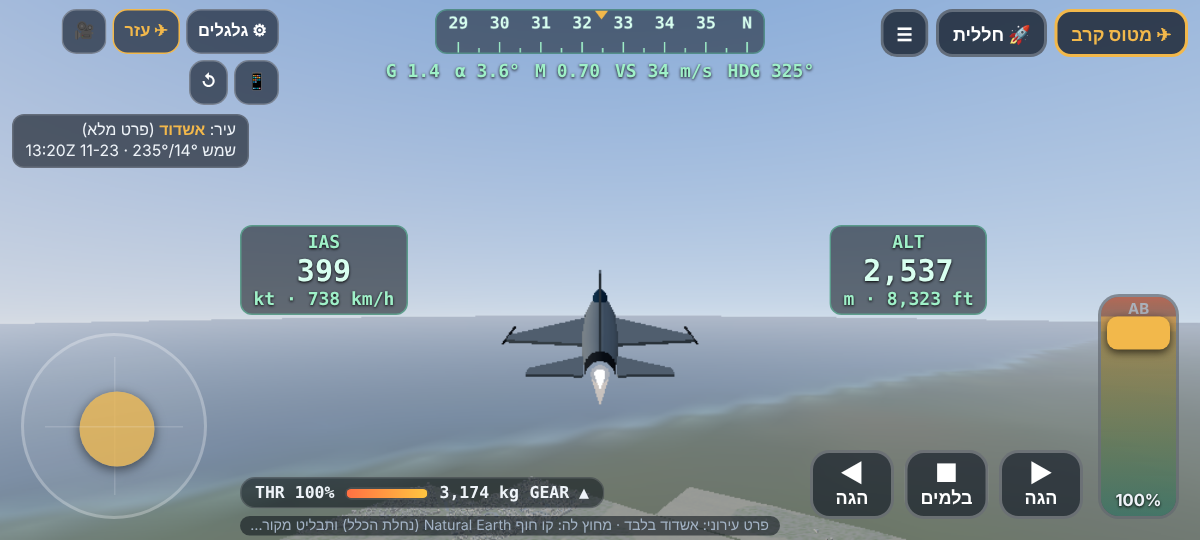 ✈ מטוס קרב
🚀 חללית
☰
29 30 31 32 33 34 35 N
G 1.4 α 3.6° M 0.70 VS 34 m/s HDG 325°
⚙ גלגלים
✈ עזר
עיר: אשדוד (פרט מלא)
שמש 235°/14° · 11-23 13:20Z
IAS
399
kt · 738 km/h
ALT
2,537
m · 8,323 ft
AB
100%
◀
הגה
■
בלמים
▶
הגה
THR 100% 3,174 kg GEAR ▲
פרט עירוני: אשדוד בלבד · מחוץ לה: קו חוף Natural Earth (נחלת הכלל) ותבליט מקור...